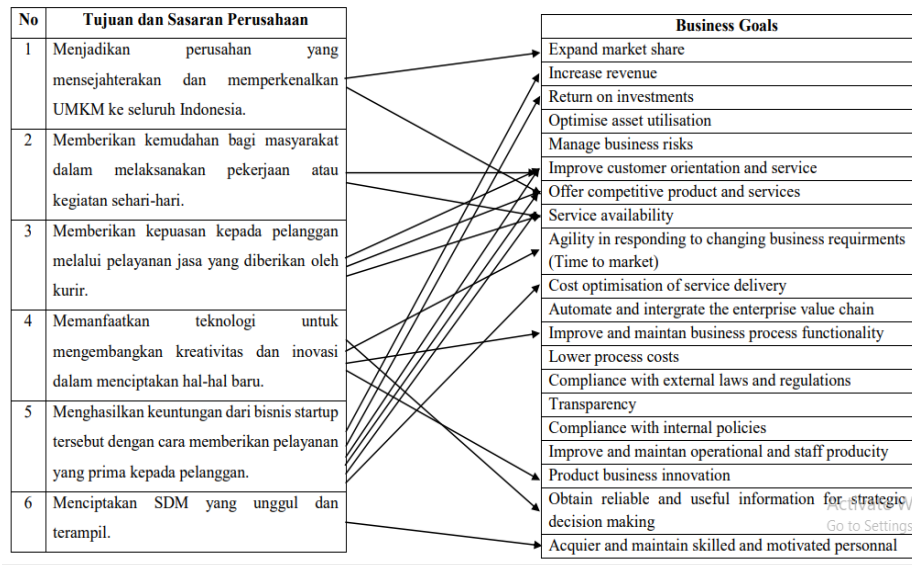 No Tujuan dan Sasaran Perusahaan
1 Menjadikan perusahan yang
mensejahterakan dan memperkenalkan
UMKM ke seluruh Indonesia.
2 Memberikan kemudahan bagi masyarakat
dalam melaksanakan pekerjaan atau
kegiatan sehari-hari.
3 Memberikan kepuasan kepada pelanggan
melalui pelayanan jasa yang diberikan oleh
kurir.
4 Memanfaatkan teknologi untuk
mengembangkan kreativitas dan inovasi
dalam menciptakan hal-hal baru.
5 Menghasilkan keuntungan dari bisnis startup
tersebut dengan cara memberikan pelayanan
yang prima kepada pelanggan.
6 Menciptakan SDM yang unggul dan
terampil.
Business Goals
Expand market share
Increase revenue
Return on investments
Optimise asset utilisation
Manage business risks
Improve customer orientation and service
Offer competitive product and services
Service availability
Agility in responding to changing business requirments
(Time to market)
Cost optimisation of service delivery
Automate and intergrate the enterprise value chain
Improve and maintan business process functionality
Lower process costs
Compliance with external laws and regulations
Transparency
Compliance with internal policies
Improve and maintan operational and staff producity
Product business innovation
Obtain reliable and useful information for strategic
decision making
Acquier and maintain skilled and motivated personnal
Activate W
Go to Settings